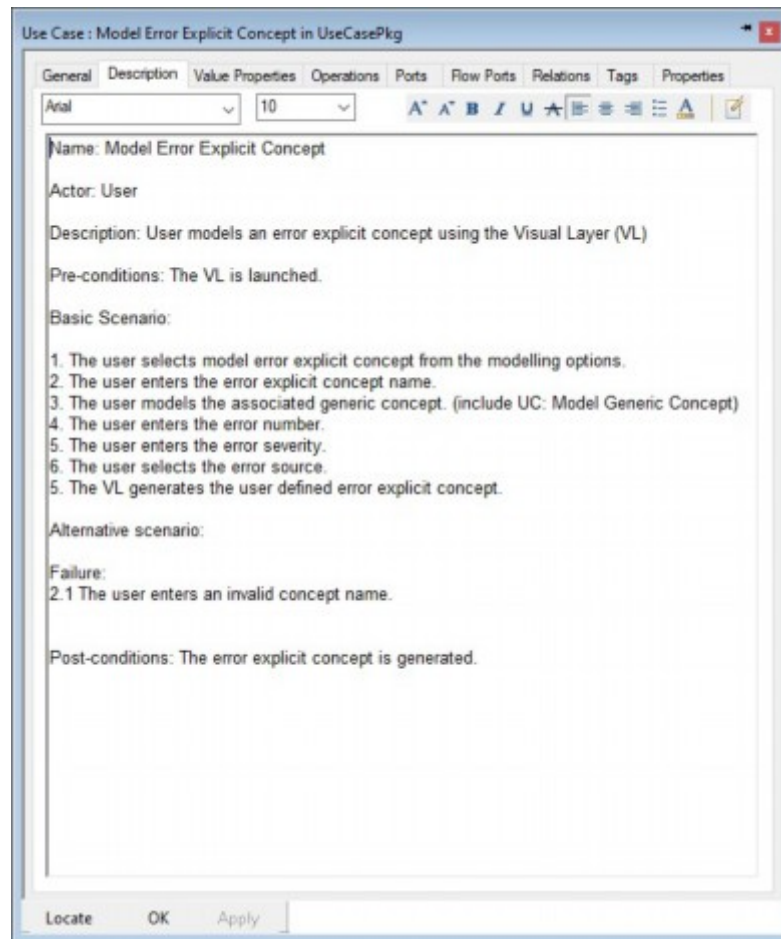 Use Case : Model Error Explicit Concept in UseCasePkg
General Description Value Properties Operations Ports Flow Ports Relations Tags Properties
Arial 10
Name: Model Error Explicit Concept
Actor: User
Description: User models an error explicit concept using the Visual Layer (VL)
Pre-conditions: The VL is launched.
Basic Scenario:
1. The user selects model error explicit concept from the modelling options.
2. The user enters the error explicit concept name.
3. The user models the associated generic concept. (include UC: Model Generic Concept)
4. The user enters the error number.
5. The user enters the error severity.
6. The user selects the error source.
5. The VL generates the user defined error explicit concept.
Alternative scenario:
Failure:
2.1 The user enters an invalid concept name.
Post-conditions: The error explicit concept is generated.
Locate OK Apply